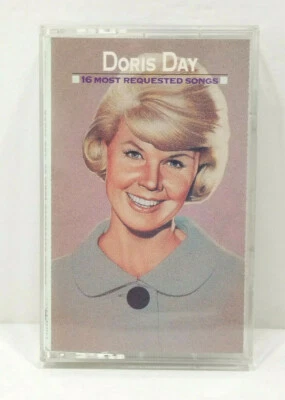 DORIS DAY
16 MOST REQUESTED SONGS